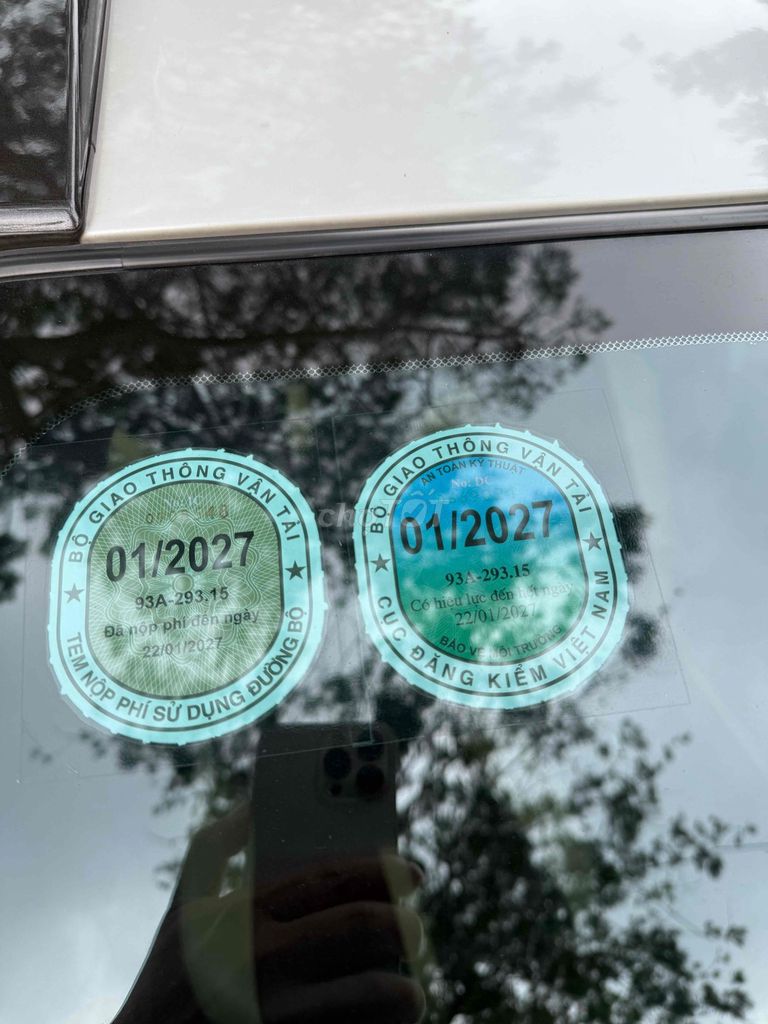 BỘ GIAO THÔNG VẬN TẢI
01/2027
93A-293.15
Đã nộp phí đến ngày
22/01/2027
TEM NỘP PHÍ SỬ DỤNG ĐƯỜNG BỘ
BỘ GIAO THÔNG VẬN TẢI
AN TOÀN KỸ THUẬT
No: DC
01/2027
93A-293.15
Có hiệu lực đến hết ngày
22/01/2027
BẢO VỆ MÔI TRƯỜNG
CỤC ĐĂNG KIỂM VIỆT NAM
chợTỐT